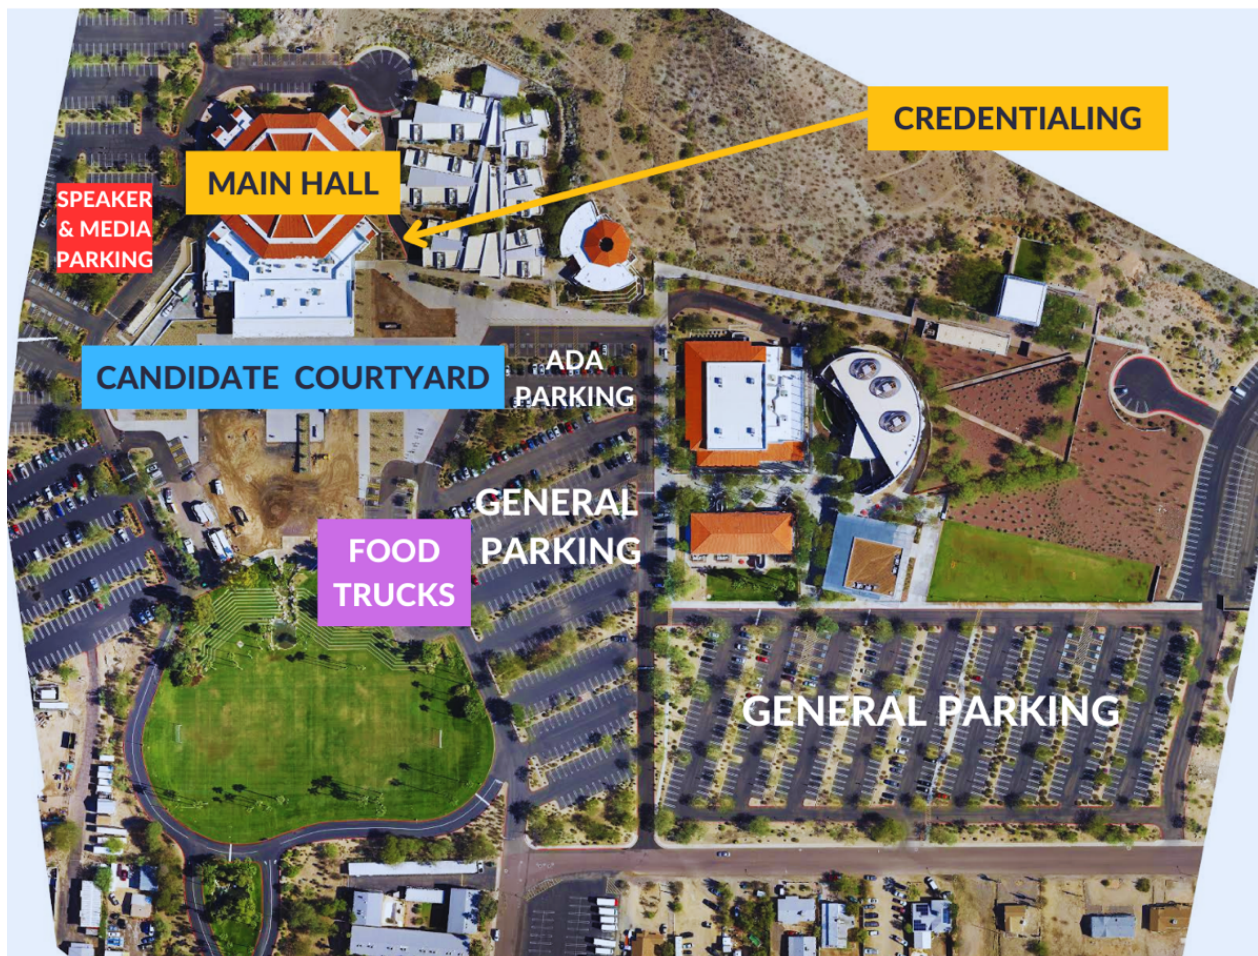 CREDENTIALING
MAIN HALL
SPEAKER
& MEDIA
PARKING
CANDIDATE COURTYARD
ADA
PARKING
GENERAL
PARKING
FOOD
TRUCKS
GENERAL PARKING